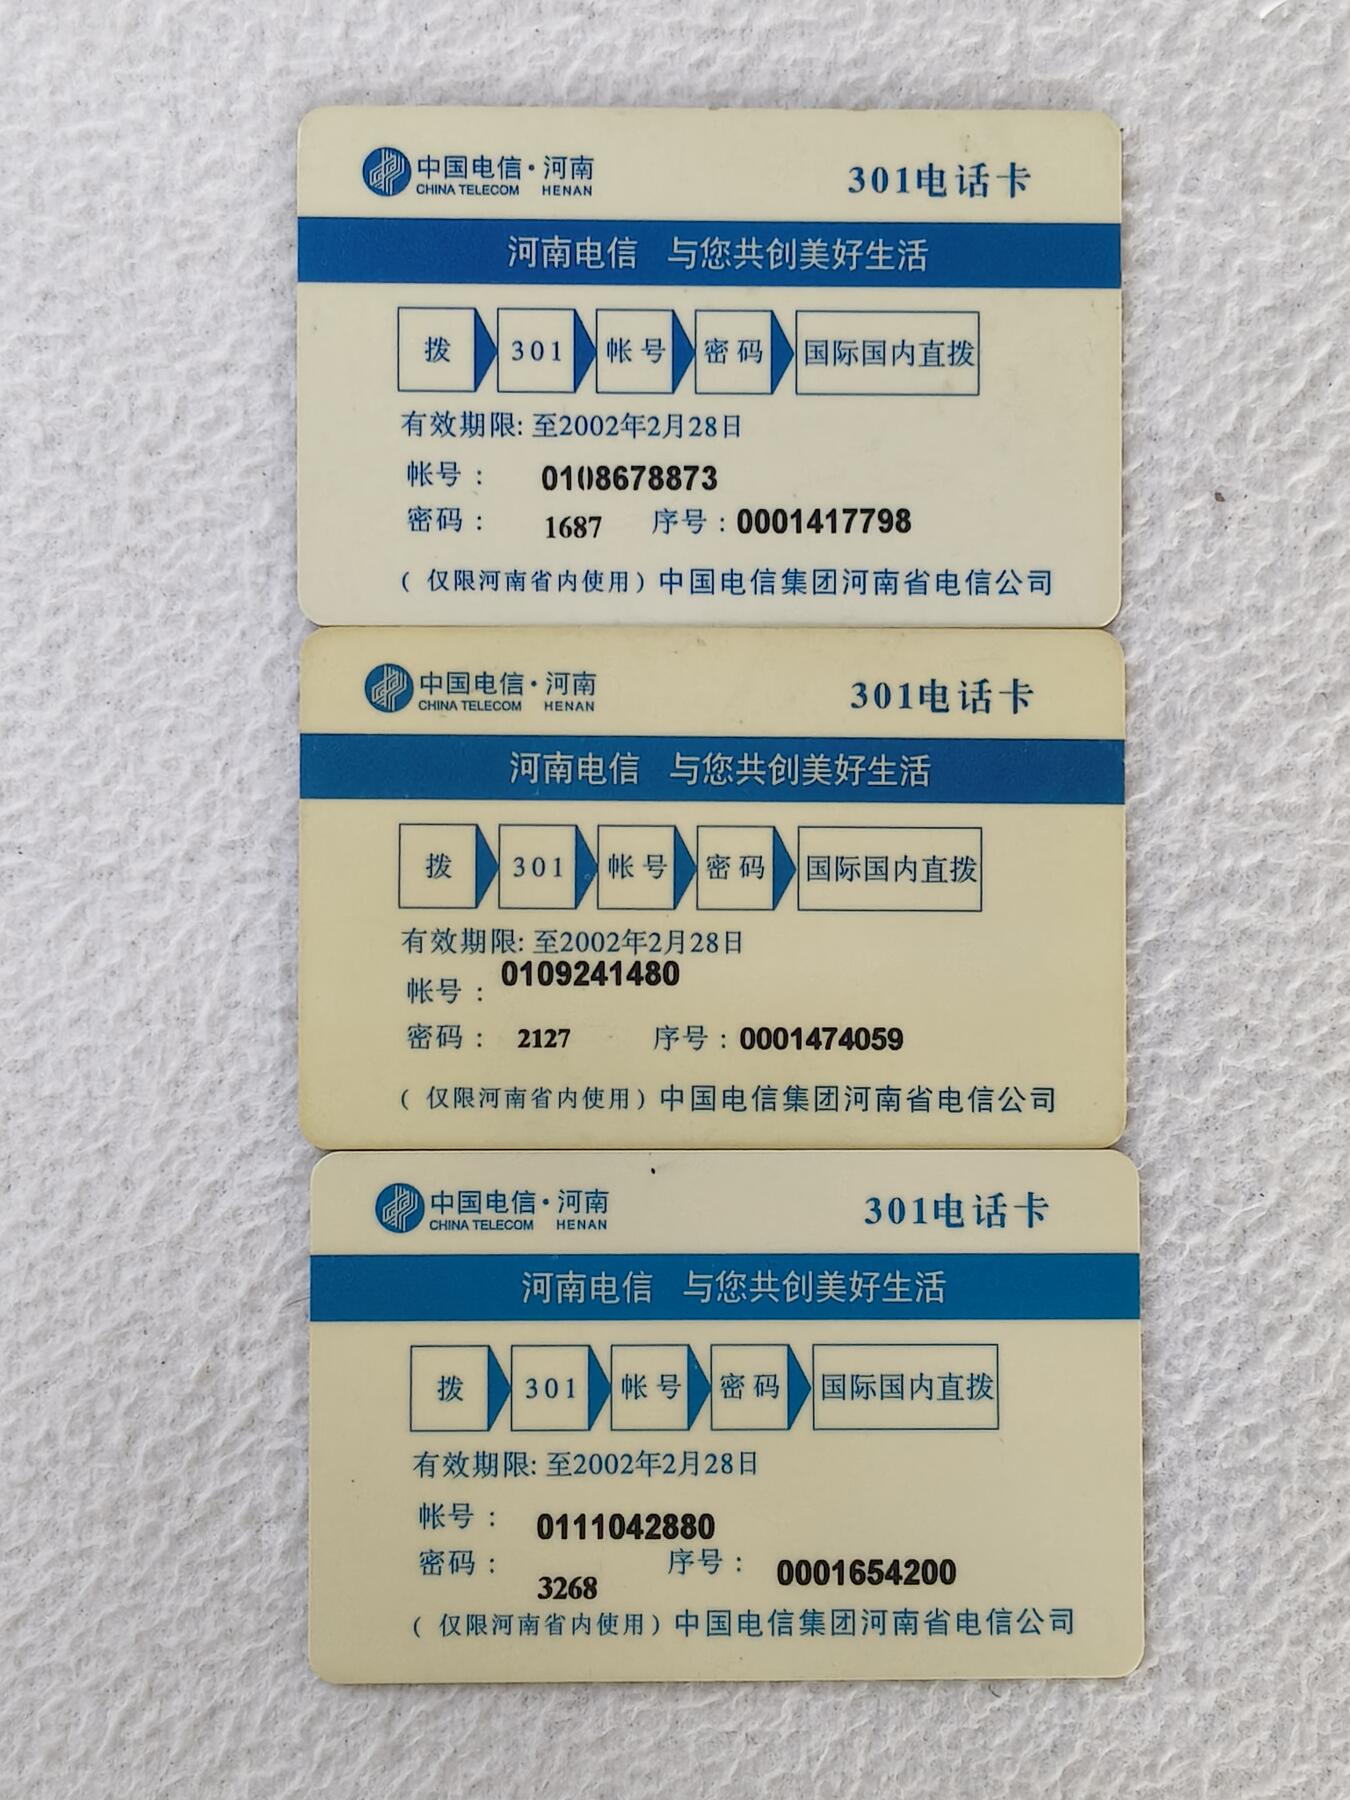 中国电信·河南 301电话卡
CHINA TELECOM HENAN
河南电信 与您共创美好生活
拨 301 帐号 密码 国际国内直拨
有效期限:至2002年2月28日
帐号: 0108678873
密码: 1687 序号:0001417798
(仅限河南省内使用)中国电信集团河南省电信公司
中国电信·河南 301电话卡
CHINA TELECOM HENAN
河南电信 与您共创美好生活
拨 301 帐号 密码 国际国内直拨
有效期限:至2002年2月28日
帐号: 0109241480
密码: 2127 序号:0001474059
(仅限河南省内使用)中国电信集团河南省电信公司
中国电信·河南 301电话卡
CHINA TELECOM HENAN
河南电信 与您共创美好生活
拨 301 帐号 密码 国际国内直拨
有效期限:至2002年2月28日
帐号: 0111042880
密码: 3268 序号: 0001654200
(仅限河南省内使用)中国电信集团河南省电信公司